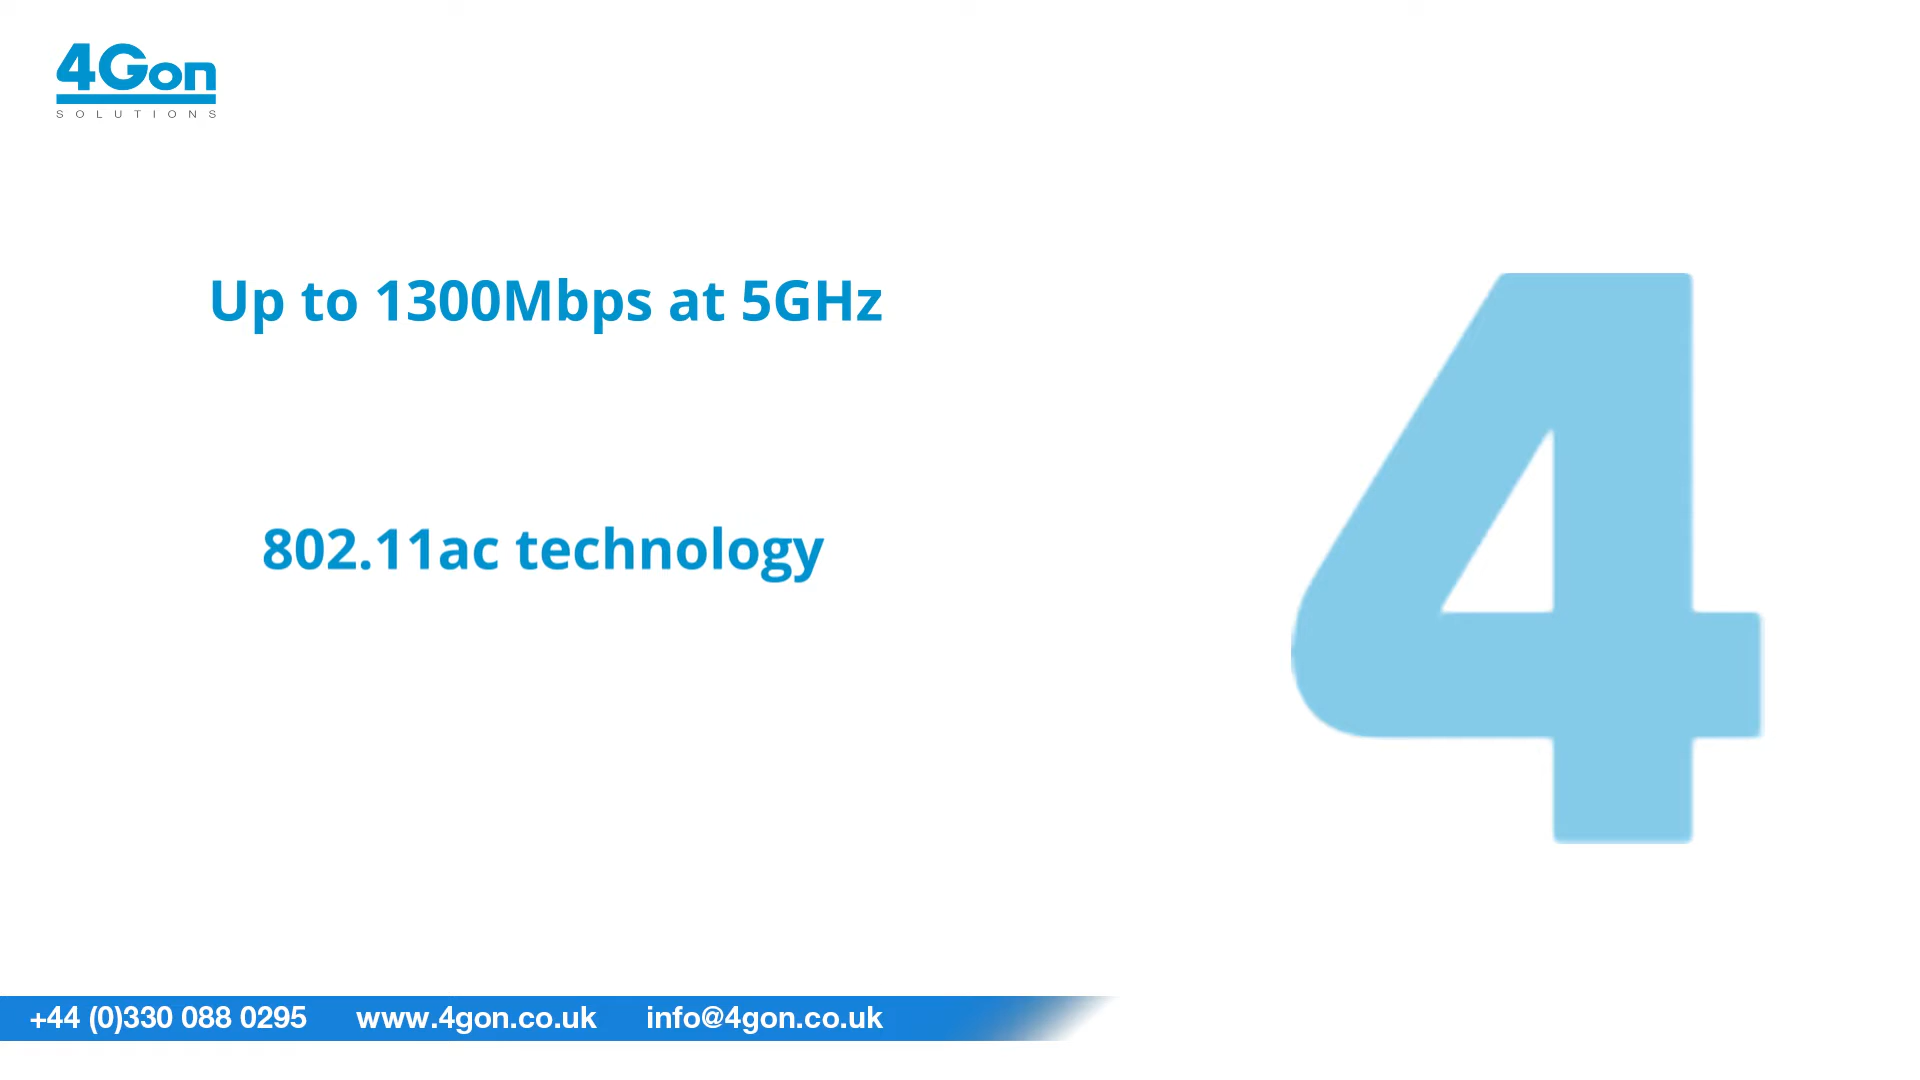 4Gon
SOLUTIONS
Up to 1300Mbps at 5GHz
802.11ac technology
4
+44 (0)330 088 0295 www.4gon.co.uk info@4gon.co.uk